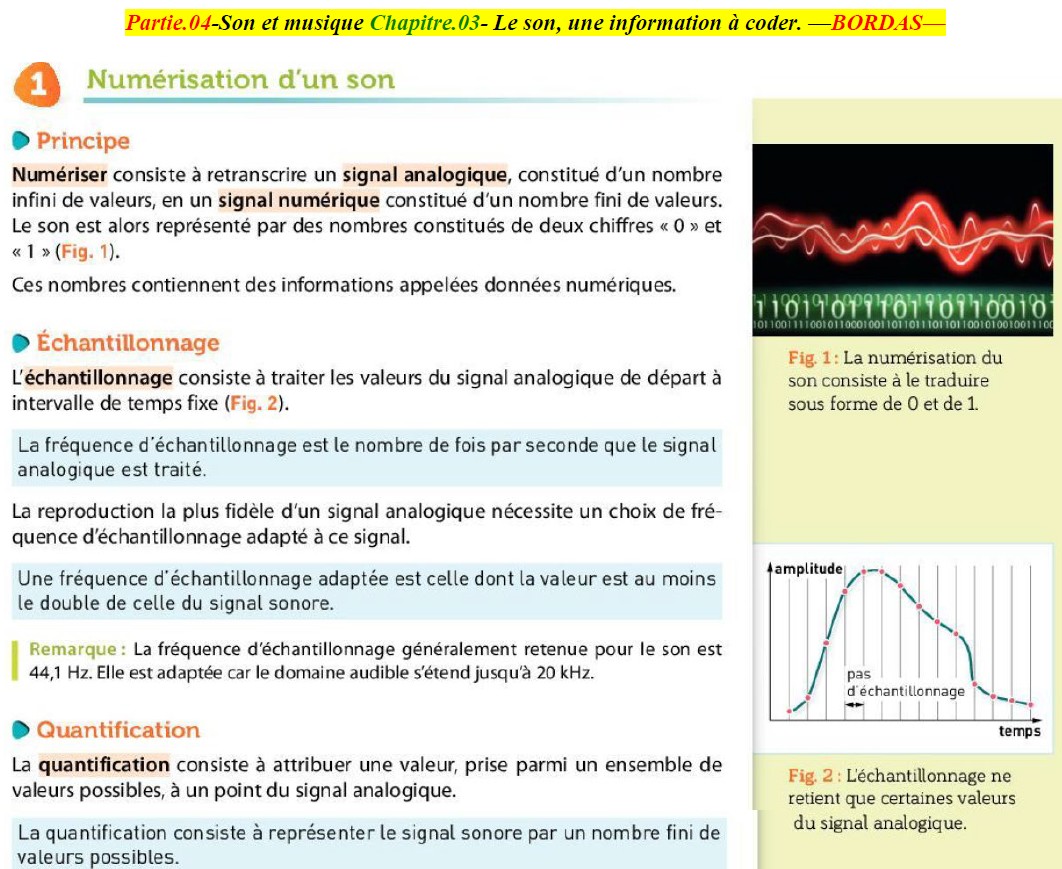 Partie.04-Son et musique Chapitre.03- Le son, une information à coder. —BORDAS—
1 Numérisation d'un son
Principe
Numériser consiste à retranscrire un signal analogique, constitué d'un nombre
infini de valeurs, en un signal numérique constitué d'un nombre fini de valeurs.
Le son est alors représenté par des nombres constitués de deux chiffres « 0 » et
« 1 » (Fig. 1).
Ces nombres contiennent des informations appelées données numériques.
Échantillonnage
L'échantillonnage consiste à traiter les valeurs du signal analogique de départ à
intervalle de temps fixe (Fig. 2).
La fréquence d'échantillonnage est le nombre de fois par seconde que le signal
analogique est traité.
La reproduction la plus fidèle d'un signal analogique nécessite un choix de fré-
quence d'échantillonnage adapté à ce signal.
Une fréquence d'échantillonnage adaptée est celle dont la valeur est au moins
le double de celle du signal sonore.
Remarque : La fréquence d'échantillonnage généralement retenue pour le son est
44,1 Hz. Elle est adaptée car le domaine audible s'étend jusqu'à 20 kHz.
Quantification
La quantification consiste à attribuer une valeur, prise parmi un ensemble de
valeurs possibles, à un point du signal analogique.
La quantification consiste à représenter le signal sonore par un nombre fini de
valeurs possibles.
Fig. 1 : La numérisation du
son consiste à le traduire
sous forme de 0 et de 1.
amplitude
pas
d'échantillonnage
temps
Fig. 2 : L'échantillonnage ne
retient que certaines valeurs
du signal analogique.